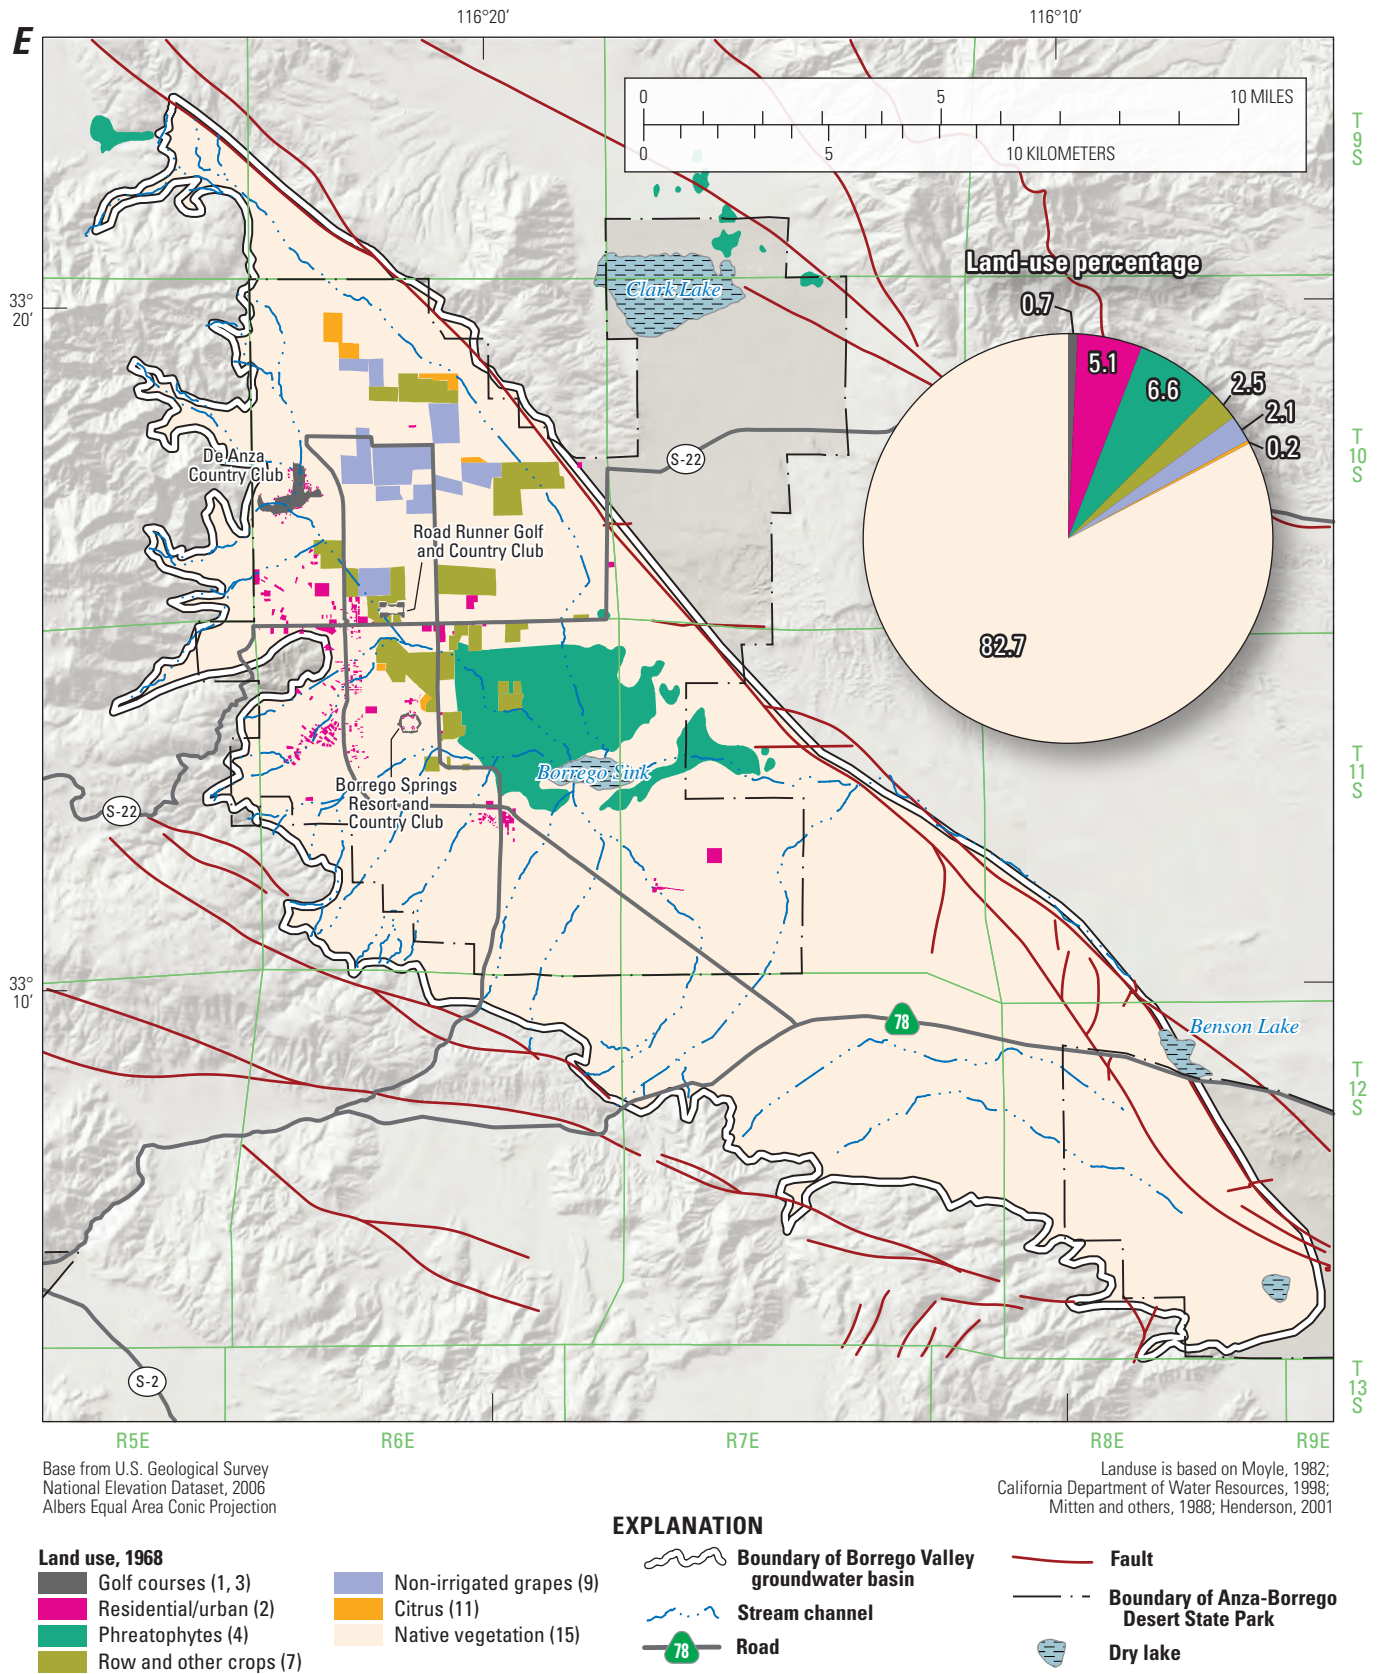 E
116°20′
116°10′
0 5 10 MILES
0 5 10 KILOMETERS
T
9
S
Clark Lake
Land-use percentage
0.7
5.1
6.6
2.5
2.1
0.2
82.7
33°
20′
T
10
S
S-22
De Anza
Country Club
Road Runner Golf
and Country Club
Borrego Sink
T
11
S
Borrego Springs
Resort and
Country Club
S-22
33°
10′
78
Benson Lake
T
12
S
S-2
T
13
S
R5E
R6E
R7E
R8E
R9E
Base from U.S. Geological Survey
National Elevation Dataset, 2006
Albers Equal Area Conic Projection
Landuse is based on Moyle, 1982;
California Department of Water Resources, 1998;
Mitten and others, 1988; Henderson, 2001
EXPLANATION
Land use, 1968
Golf courses (1, 3)
Residential/urban (2)
Phreatophytes (4)
Row and other crops (7)
Non-irrigated grapes (9)
Citrus (11)
Native vegetation (15)
Boundary of Borrego Valley
groundwater basin
Stream channel
78
Road
Fault
Boundary of Anza-Borrego
Desert State Park
Dry lake